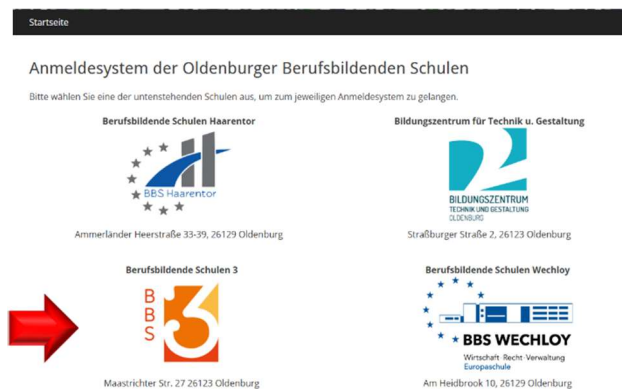 Startseite
Anmeldesystem der Oldenburger Berufsbildenden Schulen
Bitte wählen Sie eine der untenstehenden Schulen aus, um zum jeweiligen Anmeldesystem zu gelangen.
Berufsbildende Schulen Haarentor
BBS Haarentor
Ammerländer Heerstraße 33-39, 26129 Oldenburg
Bildungszentrum für Technik u. Gestaltung
2
BILDUNGSZENTRUM
TECHNIK UND GESTALTUNG
OLDENBURG
Straßburger Straße 2, 26123 Oldenburg
Berufsbildende Schulen 3
B
B
S
3
Maastrichter Str. 27 26123 Oldenburg
Berufsbildende Schulen Wechloy
BBS WECHLOY
Wirtschaft · Recht · Verwaltung
Europaschule
Am Heidbrook 10, 26129 Oldenburg